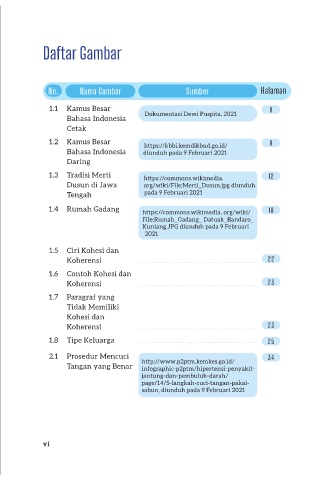 Daftar Gambar
No. Nama Gambar Sumber Halaman
1.1 Kamus Besar Bahasa Indonesia Cetak
Dokumentasi Dewi Puspita, 2021
8
1.2 Kamus Besar Bahasa Indonesia Daring
https://kbbi.kemdikbud.go.id/
diunduh pada 9 Februari 2021
8
1.3 Tradisi Merti Dusun di Jawa Tengah
https://commons.wikimedia.
org/wiki/File:Merti_Dusun.jpg diunduh
pada 9 Februari 2021
12
1.4 Rumah Gadang
https://commons.wikimedia. org/wiki/
File:Rumah_Gadang_ Datuak_Bandaro_
Kuniang.JPG diunduh pada 9 Februari
2021
18
1.5 Ciri Kohesi dan
Koherensi 22
1.6 Contoh Kohesi dan
Koherensi 23
1.7 Paragraf yang
Tidak Memiliki
Kohesi dan
Koherensi 23
1.8 Tipe Keluarga 25
2.1 Prosedur Mencuci
Tangan yang Benar
http://www.p2ptm.kemkes.go.id/
infographic-p2ptm/hipertensi-penyakit-
jantung-dan-pembuluh-darah/
page/14/5-langkah-cuci-tangan-pakai-
sabun, diunduh pada 9 Februari 2021
34
vi